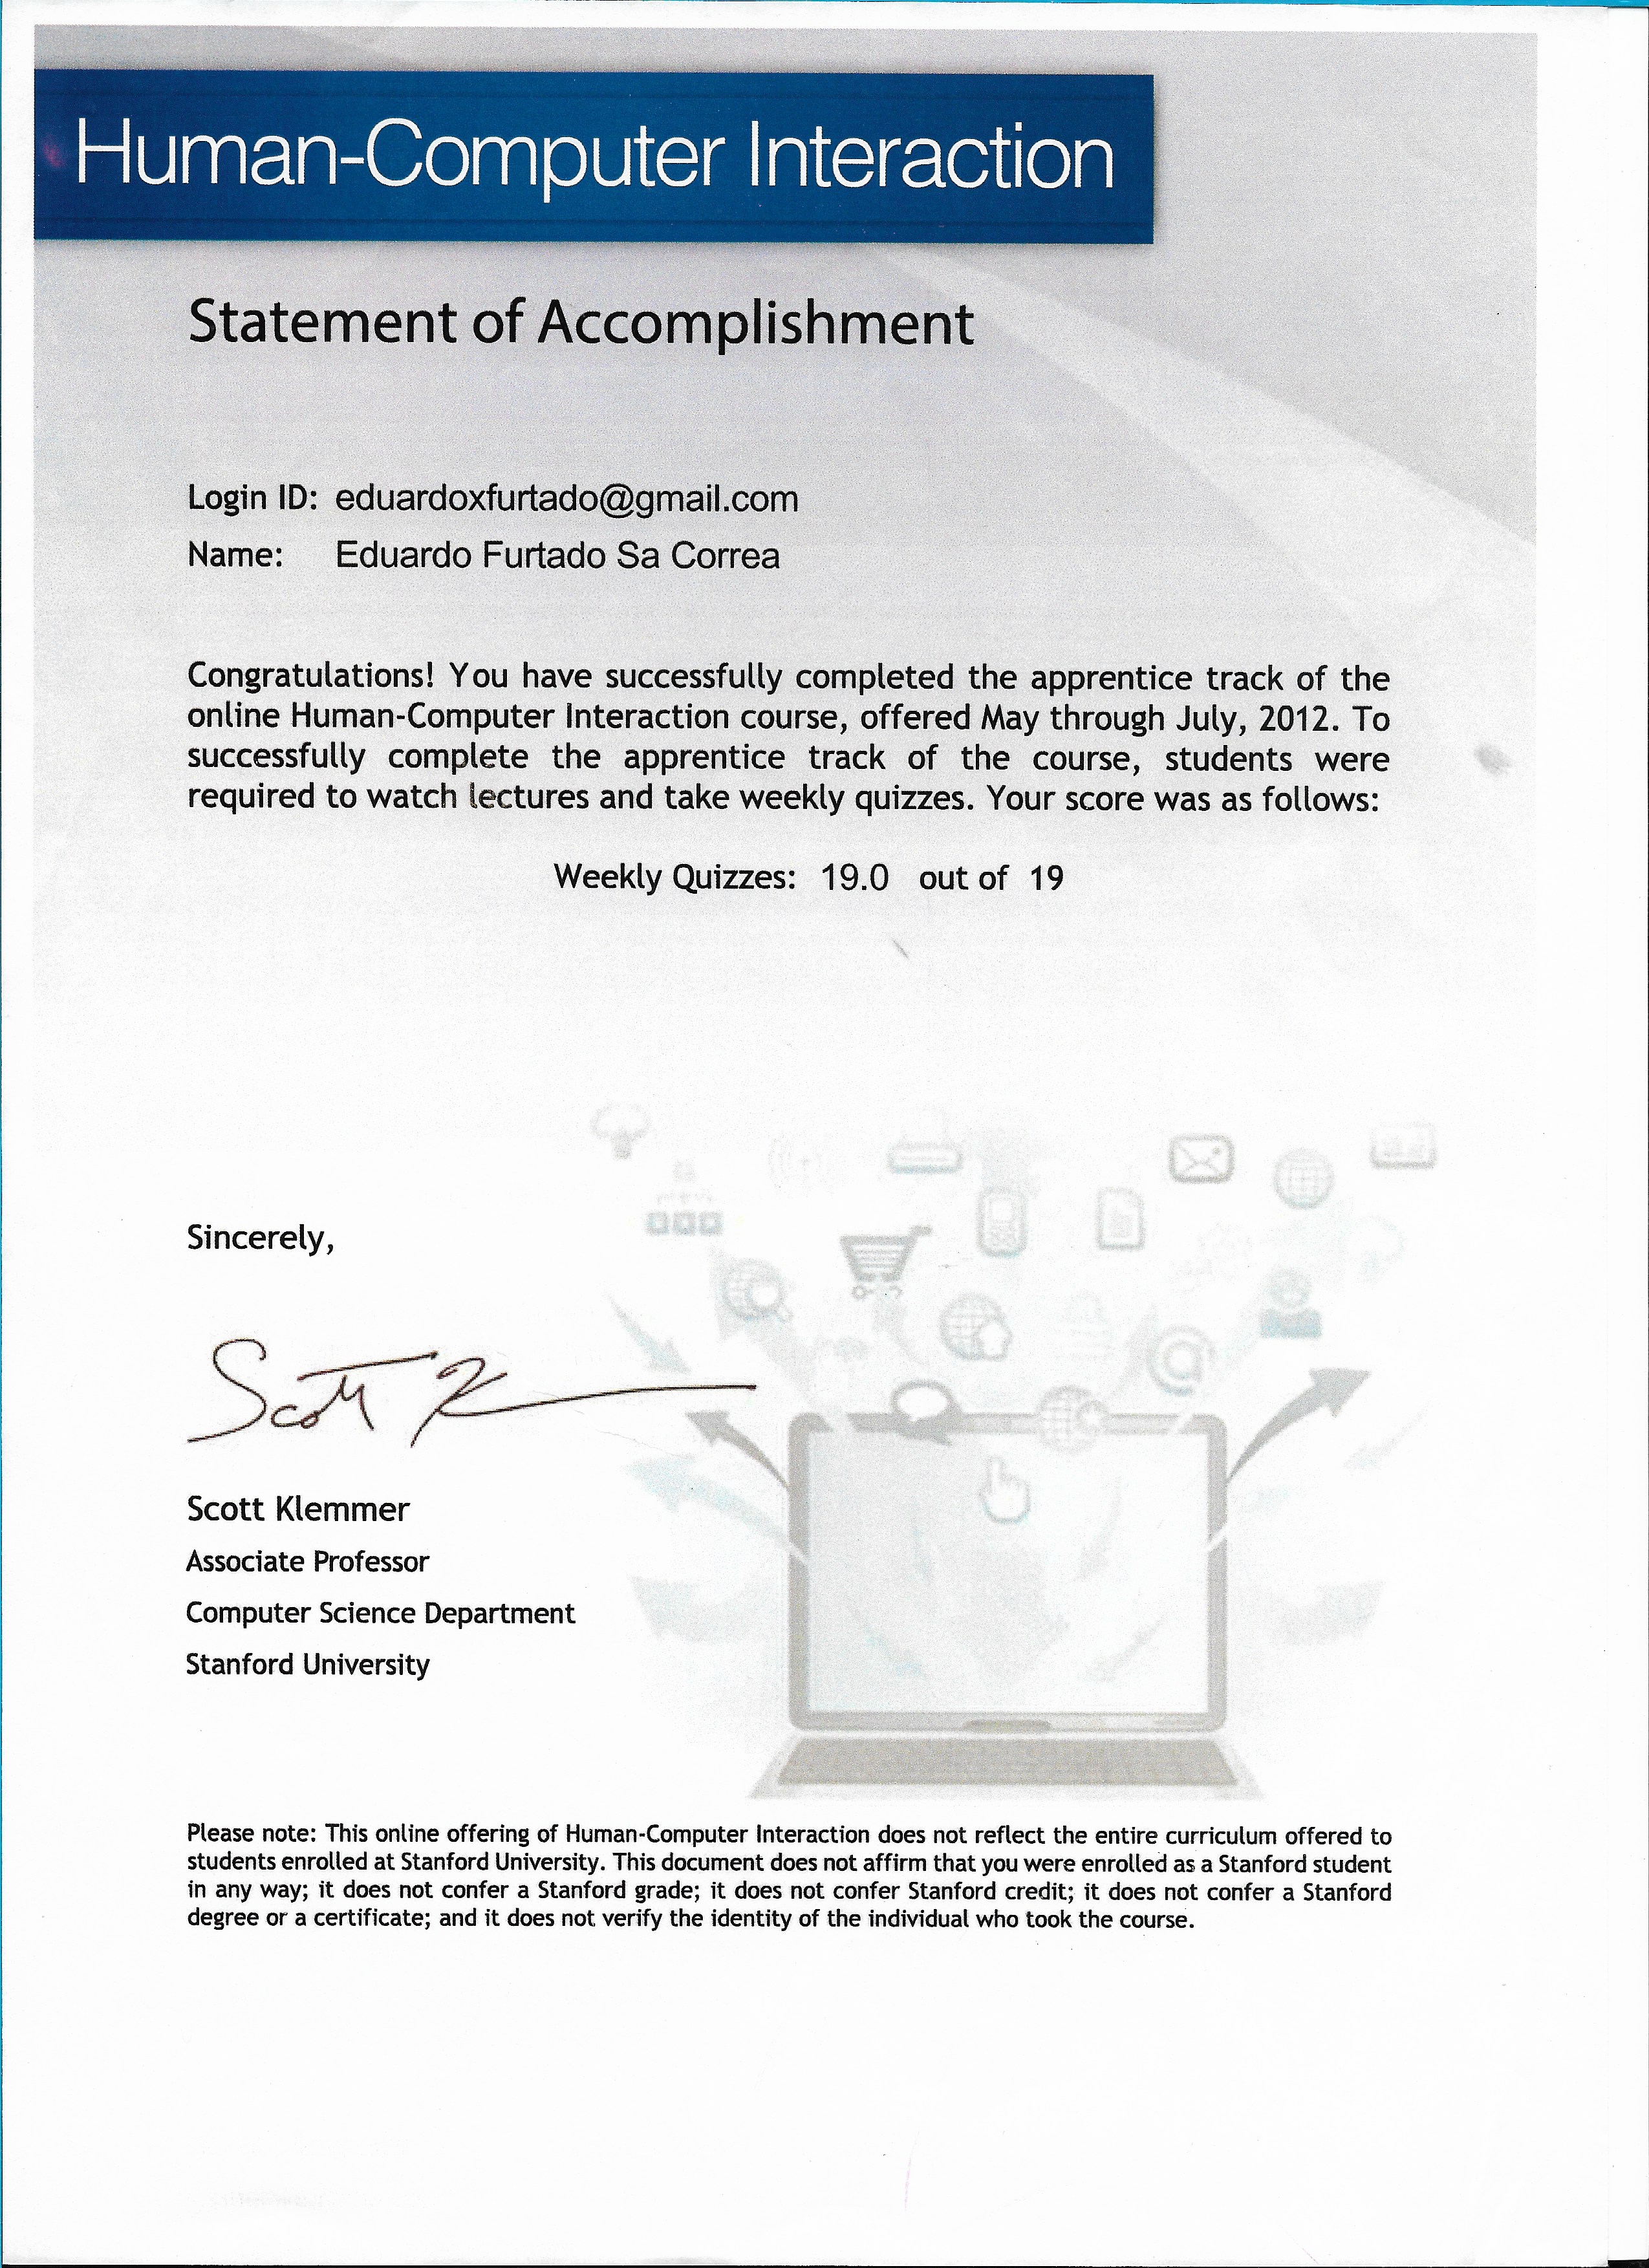 Human-Computer Interaction
Statement of Accomplishment
Login ID: eduardoxfurtado@gmail.com
Name: Eduardo Furtado Sa Correa
Congratulations! You have successfully completed the apprentice track of the
online Human-Computer Interaction course, offered May through July, 2012. To
successfully complete the apprentice track of the course, students were
required to watch lectures and take weekly quizzes. Your score was as follows:
Weekly Quizzes: 19.0 out of 19
Sincerely,
Scott K
Scott Klemmer
Associate Professor
Computer Science Department
Stanford University
Please note: This online offering of Human-Computer Interaction does not reflect the entire curriculum offered to
students enrolled at Stanford University. This document does not affirm that you were enrolled as a Stanford student
in any way; it does not confer a Stanford grade; it does not confer Stanford credit; it does not confer a Stanford
degree or a certificate; and it does not verify the identity of the individual who took the course.